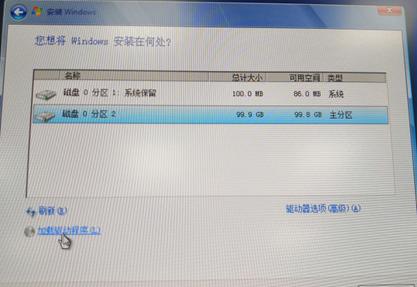 安装 Windows
您想将 Windows 安装在何处?
名称 总计大小 可用空间 类型
磁盘 0 分区 1: 系统保留 100.0 MB 86.0 MB 系统
磁盘 0 分区 2 99.9 GB 99.8 GB 主分区
刷新(R)
驱动器选项(高级)(A)
加载驱动程序(L)